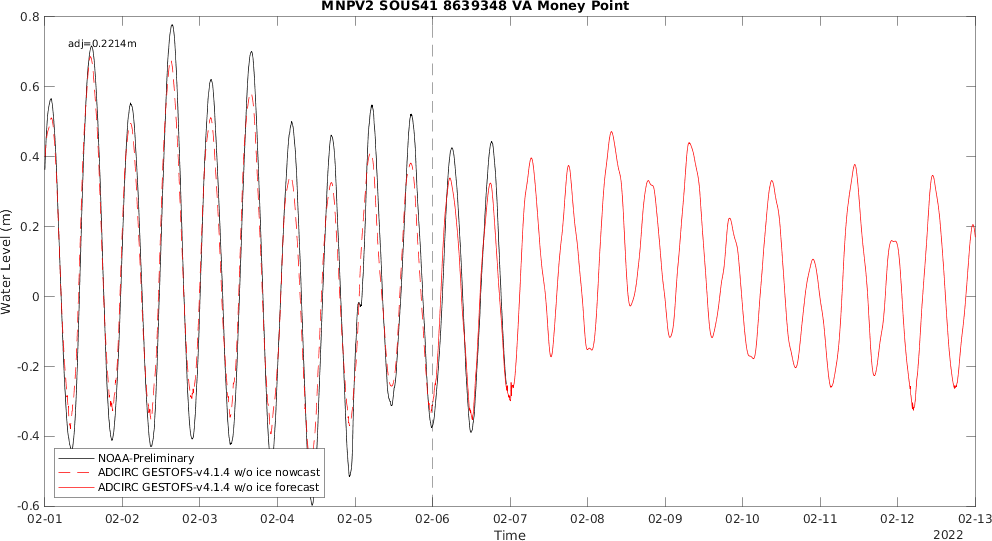 MNPV2 SOUS41 8639348 VA Money Point
adj=0.2214m
Water Level (m)
0.8
0.6
0.4
0.2
0
-0.2
-0.4
-0.6
NOAA-Preliminary
ADCIRC GESTOFS-v4.1.4 w/o ice nowcast
ADCIRC GESTOFS-v4.1.4 w/o ice forecast
02-01 02-02 02-03 02-04 02-05 02-06 02-07 02-08 02-09 02-10 02-11 02-12 02-13
Time
2022